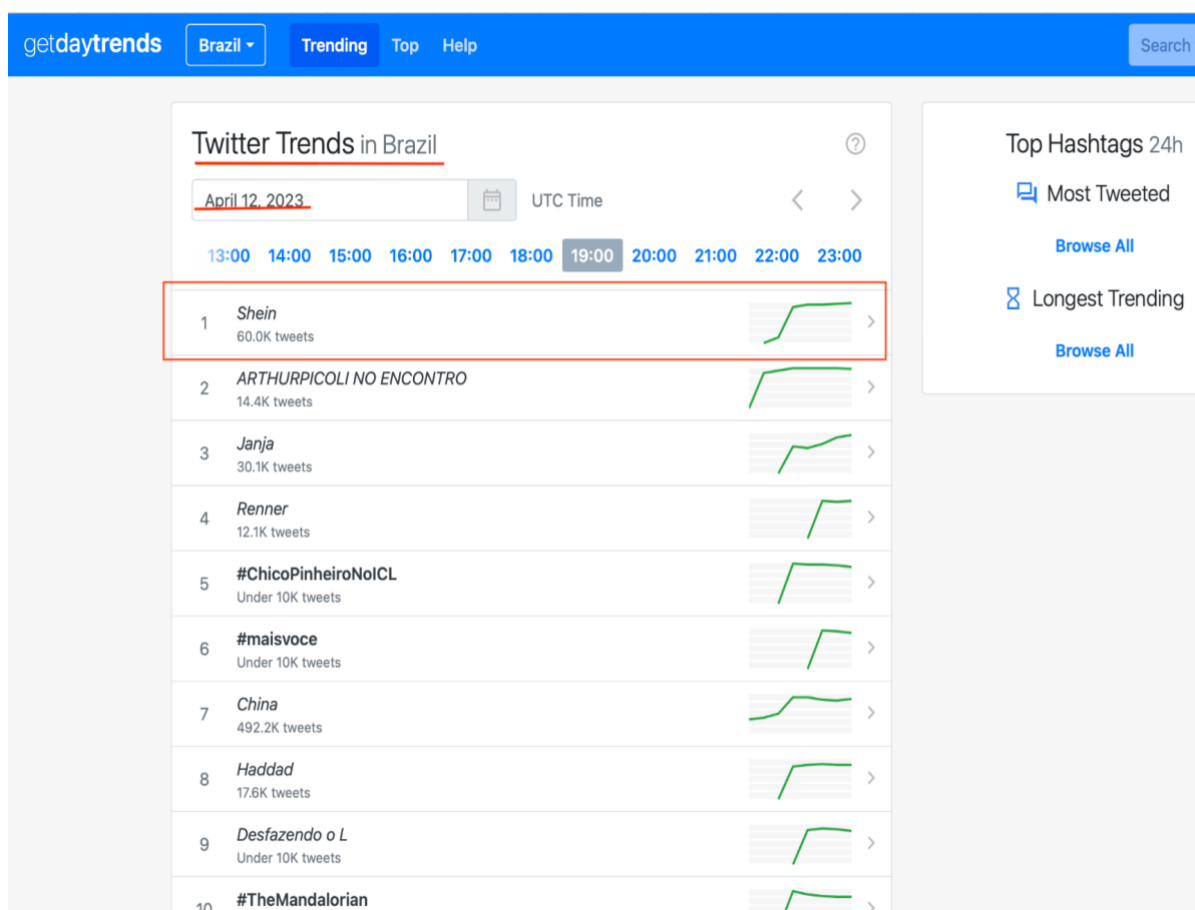 getdaytrends Brazil Trending Top Help Search
Twitter Trends in Brazil
April 12, 2023 UTC Time
13:00 14:00 15:00 16:00 17:00 18:00 19:00 20:00 21:00 22:00 23:00
1 Shein
60.0K tweets
2 ARTHURPICOLI NO ENCONTRO
14.4K tweets
3 Janja
30.1K tweets
4 Renner
12.1K tweets
5 #ChicoPinheiroNoICL
Under 10K tweets
6 #maisvoce
Under 10K tweets
7 China
492.2K tweets
8 Haddad
17.6K tweets
9 Desfazendo o L
Under 10K tweets
10 #TheMandalorian
Top Hashtags 24h
Most Tweeted
Browse All
Longest Trending
Browse All